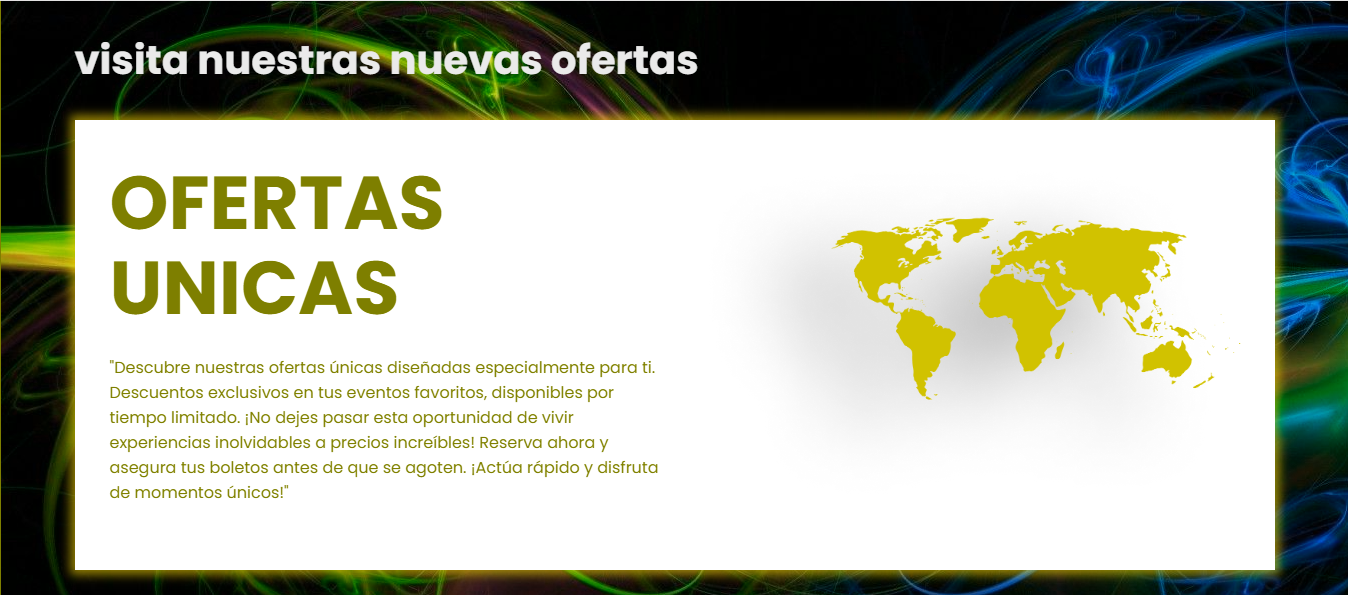 visita nuestras nuevas ofertas
OFERTAS
UNICAS
"Descubre nuestras ofertas únicas diseñadas especialmente para ti.
Descuentos exclusivos en tus eventos favoritos, disponibles por
tiempo limitado. ¡No dejes pasar esta oportunidad de vivir
experiencias inolvidables a precios increíbles! Reserva ahora y
asegura tus boletos antes de que se agoten. ¡Actúa rápido y disfruta
de momentos únicos!"